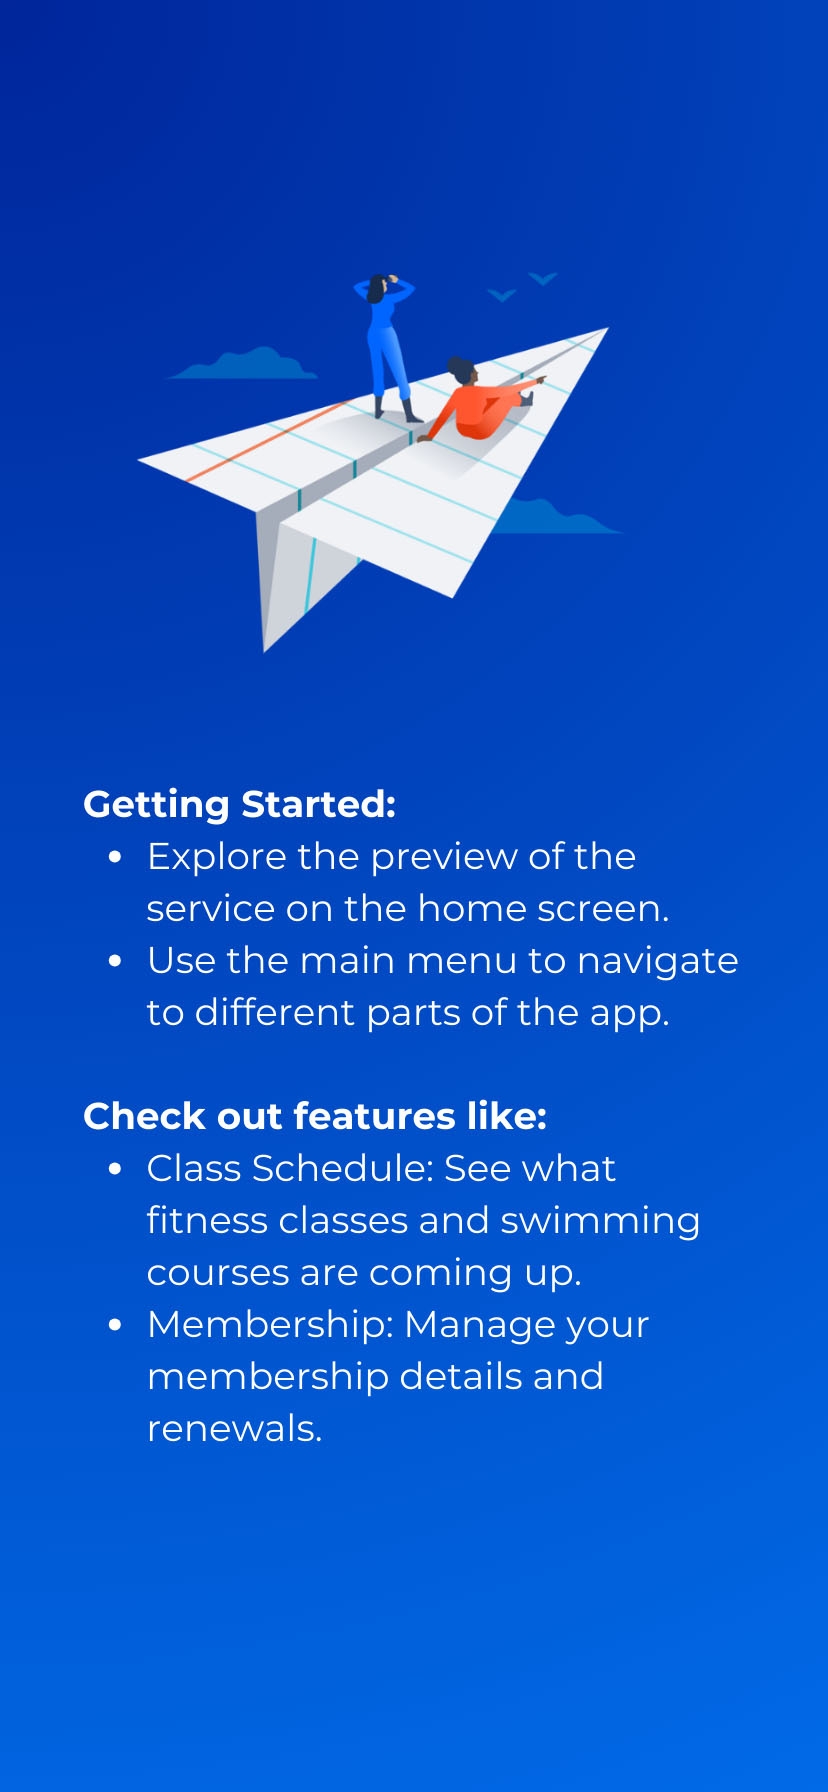 Getting Started:
• Explore the preview of the
service on the home screen.
• Use the main menu to navigate
to different parts of the app.
Check out features like:
• Class Schedule: See what
fitness classes and swimming
courses are coming up.
• Membership: Manage your
membership details and
renewals.